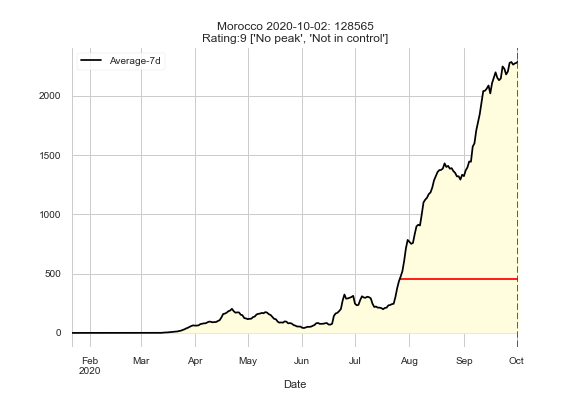 Morocco 2020-10-02: 128565
Rating:9 ['No peak', 'Not in control']
Average-7d
2000
1500
1000
500
0
Feb Mar Apr May Jun Jul Aug Sep Oct
2020
Date